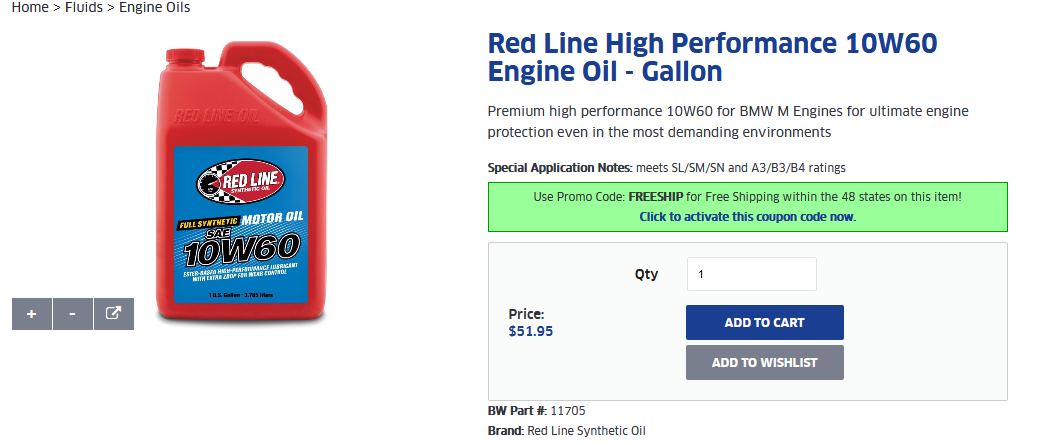 Home > Fluids > Engine Oils
Red Line High Performance 10W60
Engine Oil - Gallon
Premium high performance 10W60 for BMW M Engines for ultimate engine
protection even in the most demanding environments
Special Application Notes: meets SL/SM/SN and A3/B3/B4 ratings
Use Promo Code: FREESHIP for Free Shipping within the 48 states on this item!
Click to activate this coupon code now.
Qty 1
Price:
$51.95
ADD TO CART
ADD TO WISHLIST
BW Part #: 11705
Brand: Red Line Synthetic Oil
RED LINE OIL
RED LINE
SYNTHETIC OIL
FULL SYNTHETIC MOTOR OIL
SAE
10W60
ESTER-BASED HIGH-PERFORMANCE LUBRICANT
WITH EXTRA ZDDP FOR WEAR CONTROL
1 U.S. Gallon - 3.785 liters
+ -